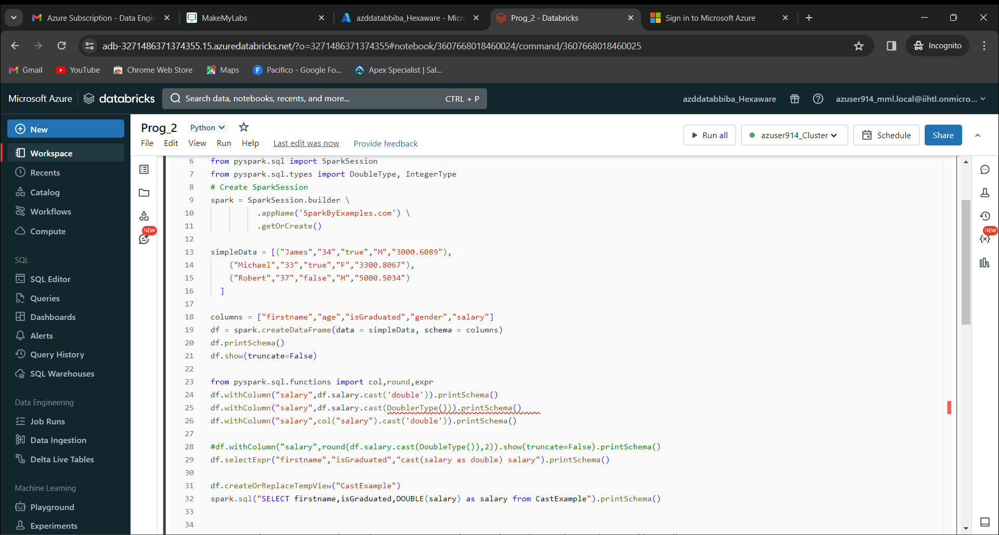 Azure Subscription - Data Engin
MakeMyLabs
azddatabbiba_Hexaware - Micro
Prog_2 - Databricks
Sign in to Microsoft Azure
adb-3271486371374355.15.azuredatabricks.net/?o=3271486371374355#notebook/3607668018460024/command/3607668018460025
Incognito
Gmail
YouTube
Chrome Web Store
Maps
Pacifico - Google Fo...
Apex Specialist | Sal...
Microsoft Azure
databricks
Search data, notebooks, recents, and more...
CTRL + P
azddatabbiba_Hexaware
azuser914_mml.local@iihtl.onmicro...
New
Workspace
Recents
Catalog
Workflows
Compute
SQL
SQL Editor
Queries
Dashboards
Alerts
Query History
SQL Warehouses
Data Engineering
Job Runs
Data Ingestion
Delta Live Tables
Machine Learning
Playground
Experiments
Prog_2
Python
File Edit View Run Help
Last edit was now
Provide feedback
Run all
azuser914_Cluster
Schedule
Share
NEW
NEW
6 from pyspark.sql import SparkSession
7 from pyspark.sql.types import DoubleType, IntegerType
8 # Create SparkSession
9 spark = SparkSession.builder \
10 .appName('SparkByExamples.com') \
11 .getOrCreate()
12
13 simpleData = [("James","34","true","M","3000.6089"),
14 ("Michael","33","true","F","3300.8067"),
15 ("Robert","37","false","M","5000.5034")
16 ]
17
18 columns = ["firstname","age","isGraduated","gender","salary"]
19 df = spark.createDataFrame(data = simpleData, schema = columns)
20 df.printSchema()
21 df.show(truncate=False)
22
23 from pyspark.sql.functions import col,round,expr
24 df.withColumn("salary",df.salary.cast('double')).printSchema()
25 df.withColumn("salary",df.salary.cast(DoublerType())).printSchema()
26 df.withColumn("salary",col("salary").cast('double')).printSchema()
27
28 #df.withColumn("salary",round(df.salary.cast(DoubleType()),2)).show(truncate=False).printSchema()
29 df.selectExpr("firstname","isGraduated","cast(salary as double) salary").printSchema()
30
31 df.createOrReplaceTempView("CastExample")
32 spark.sql("SELECT firstname,isGraduated,DOUBLE(salary) as salary from CastExample").printSchema()
33
34